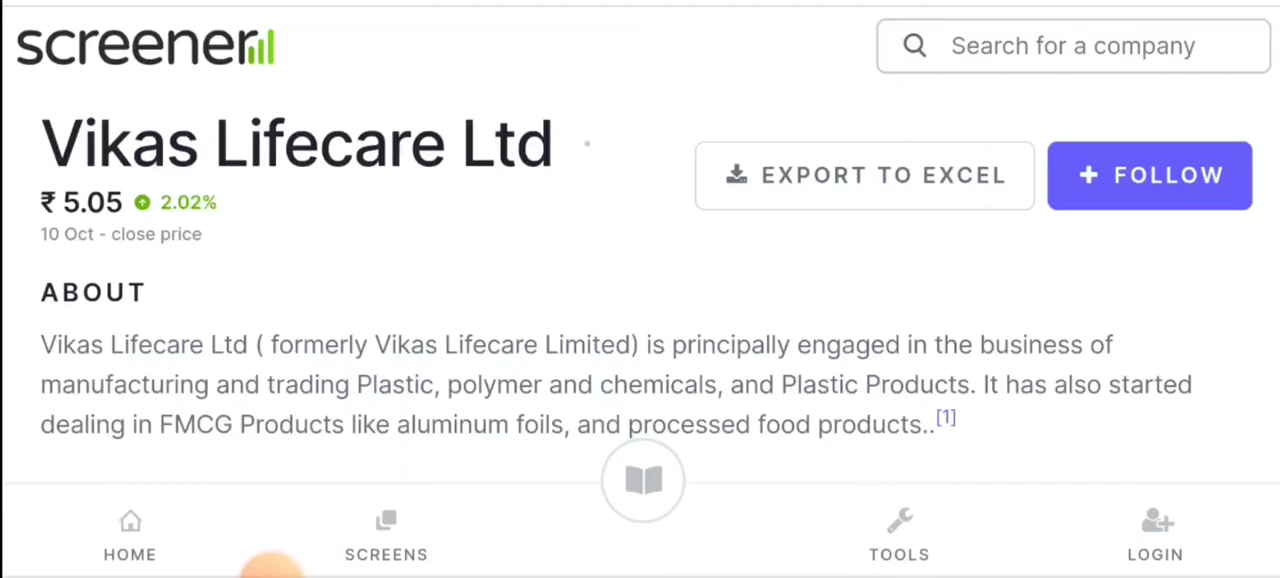 screener
Search for a company
Vikas Lifecare Ltd
EXPORT TO EXCEL
FOLLOW
₹ 5.05 2.02%
10 Oct - close price
ABOUT
Vikas Lifecare Ltd ( formerly Vikas Lifecare Limited) is principally engaged in the business of
manufacturing and trading Plastic, polymer and chemicals, and Plastic Products. It has also started
dealing in FMCG Products like aluminum foils, and processed food products..[1]
HOME
SCREENS
TOOLS
LOGIN